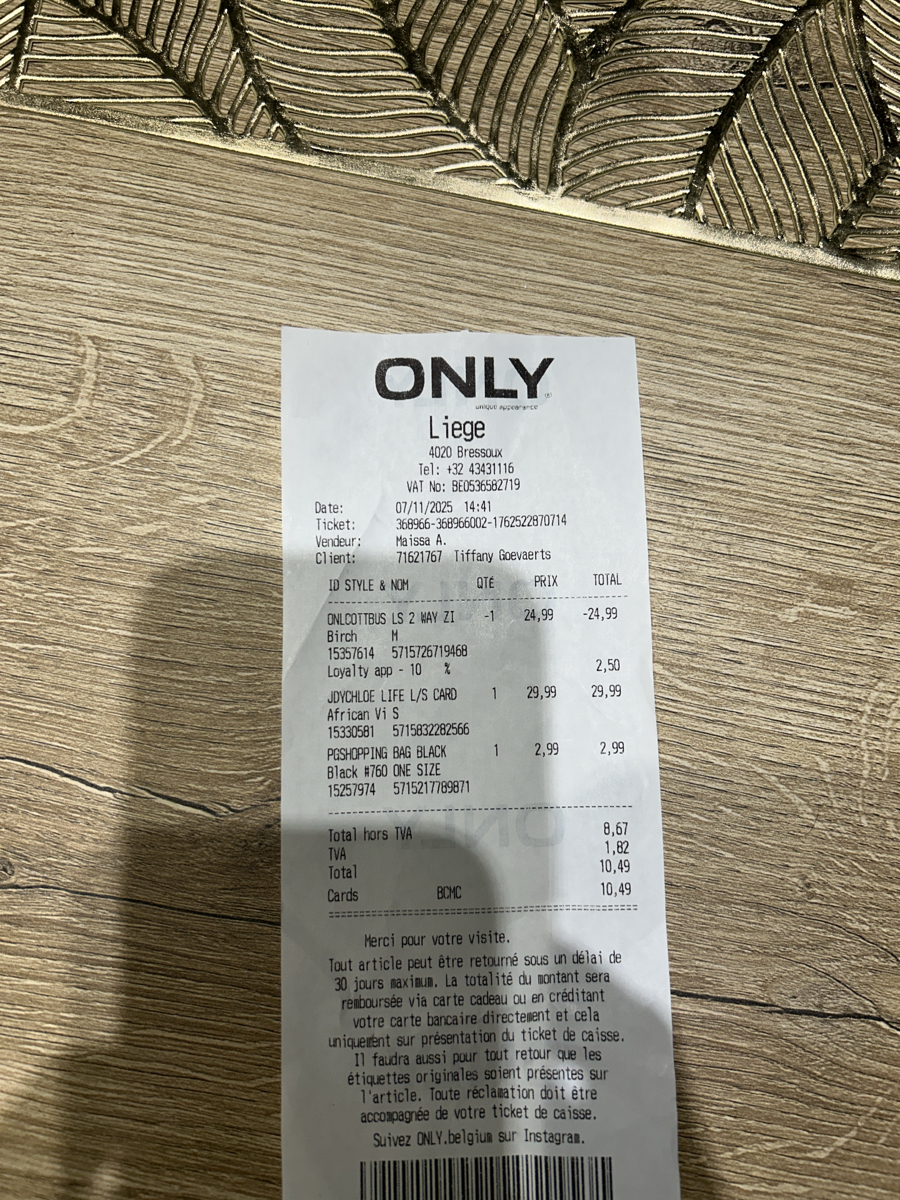 ONLY
unique appearance
Liege
4020 Bressoux
Tel: +32 43431116
VAT No: BE0536582719
Date: 07/11/2025 14:41
Ticket: 368966-368966002-1762522870714
Vendeur: Maissa A.
Client: 71621767 Tiffany Goevaerts
ID STYLE & NOM QTÉ PRIX TOTAL
ONLCOTTBUS LS 2 WAY ZI -1 24,99 -24,99
Birch M
15357614 5715726719468
Loyalty app - 10 % 2,50
JDYCHLOE LIFE L/S CARD 1 29,99 29,99
African Vi S
15330581 5715832282566
PGSHOPPING BAG BLACK 1 2,99 2,99
Black #760 ONE SIZE
15257974 5715217789871
Total hors TVA 8,67
TVA 1,82
Total 10,49
Cards BCMC 10,49
Merci pour votre visite.
Tout article peut être retourné sous un délai de
30 jours maximum. La totalité du montant sera
remboursée via carte cadeau ou en créditant
votre carte bancaire directement et cela
uniquement sur présentation du ticket de caisse.
Il faudra aussi pour tout retour que les
étiquettes originales soient présentes sur
l'article. Toute réclamation doit être
accompagnée de votre ticket de caisse.
Suivez ONLY.belgium sur Instagram.